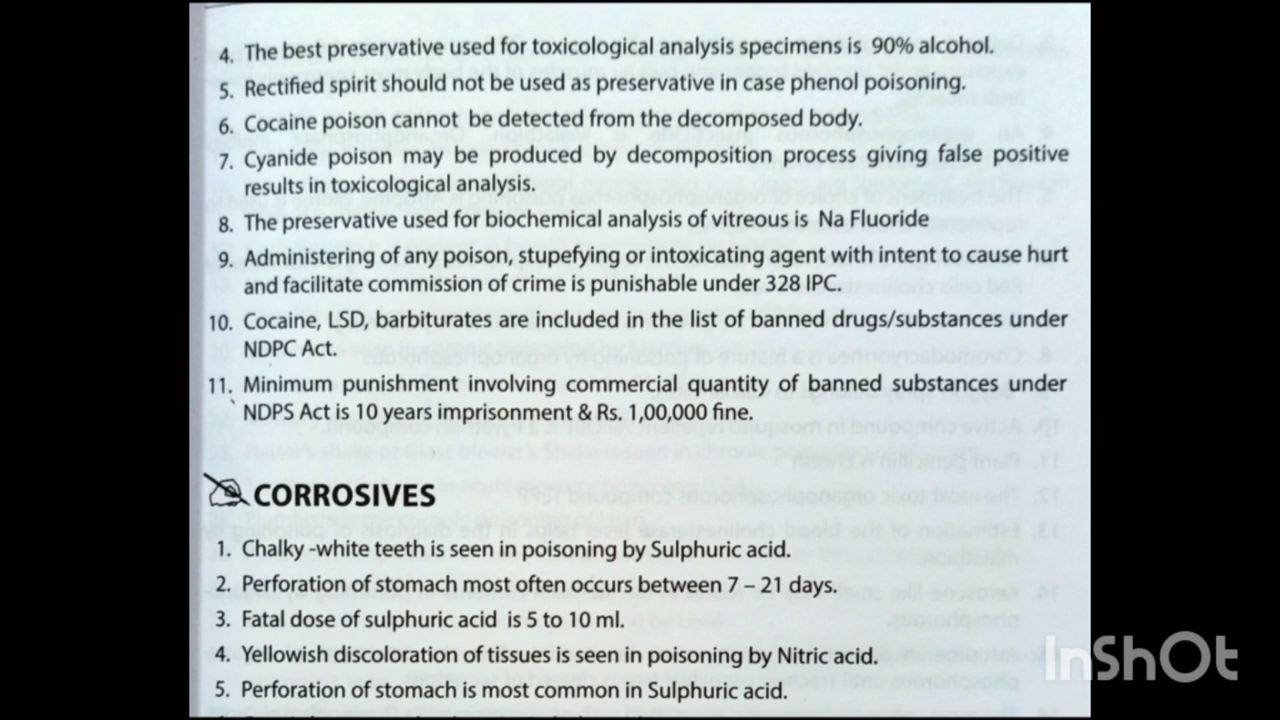 4. The best preservative used for toxicological analysis specimens is 90% alcohol.
5. Rectified spirit should not be used as preservative in case phenol poisoning.
6. Cocaine poison cannot be detected from the decomposed body.
7. Cyanide poison may be produced by decomposition process giving false positive
results in toxicological analysis.
8. The preservative used for biochemical analysis of vitreous is Na Fluoride
9. Administering of any poison, stupefying or intoxicating agent with intent to cause hurt
and facilitate commission of crime is punishable under 328 IPC.
10. Cocaine, LSD, barbiturates are included in the list of banned drugs/substances under
NDPC Act.
11. Minimum punishment involving commercial quantity of banned substances under
NDPS Act is 10 years imprisonment & Rs. 1,00,000 fine.
CORROSIVES
1. Chalky -white teeth is seen in poisoning by Sulphuric acid.
2. Perforation of stomach most often occurs between 7 – 21 days.
3. Fatal dose of sulphuric acid is 5 to 10 ml.
4. Yellowish discoloration of tissues is seen in poisoning by Nitric acid.
5. Perforation of stomach is most common in Sulphuric acid.
InShOt